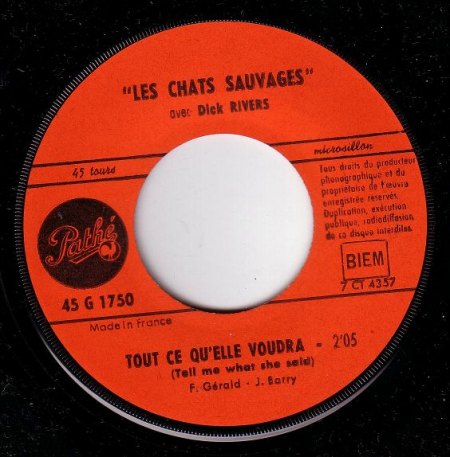 "LES CHATS SAUVAGES"
avec Dick RIVERS
45 tours
microsillon
Tous droits du producteur
phonographique et du
propriétaire de l'œuvre
enregistrée réservés.
Duplication, exécution
publique, radiodiffusion
de ce disque interdites.
Pathé
BIEM
7 CT 4357
45 G 1750
Made in France
TOUT CE QU'ELLE VOUDRA - 2'05
(Tell me what she said)
F. Gérald - J. Barry